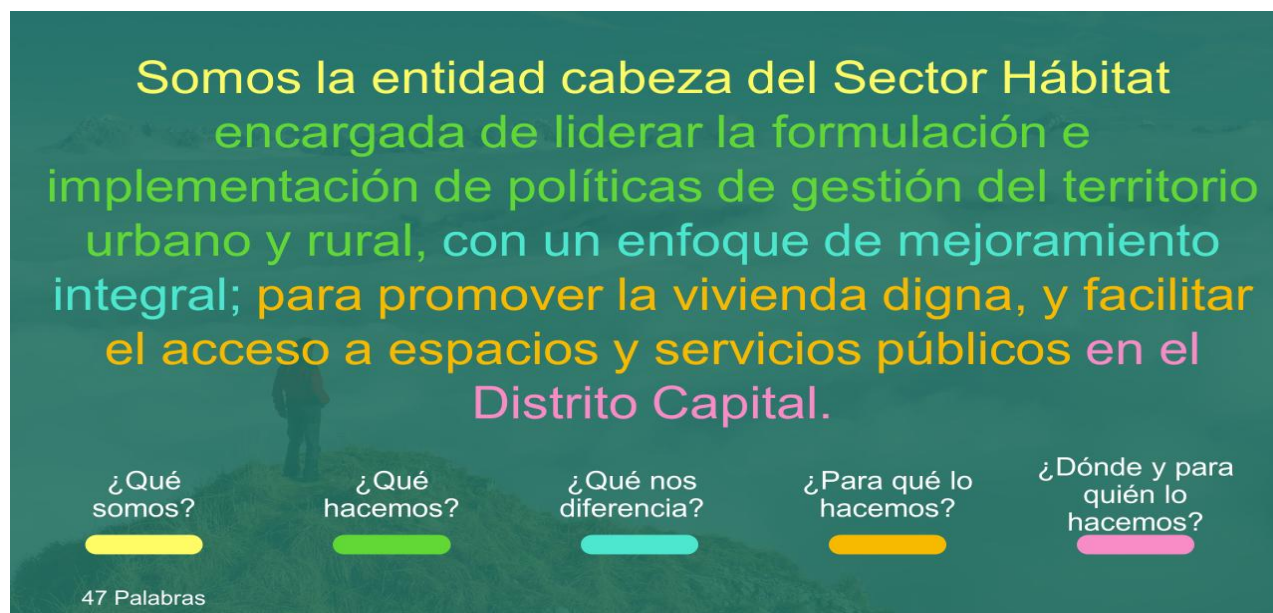 Somos la entidad cabeza del Sector Hábitat
encargada de liderar la formulación e
implementación de políticas de gestión del territorio
urbano y rural, con un enfoque de mejoramiento
integral; para promover la vivienda digna, y facilitar
el acceso a espacios y servicios públicos en el
Distrito Capital.
¿Qué
somos?
¿Qué
hacemos?
¿Qué nos
diferencia?
¿Para qué lo
hacemos?
¿Dónde y para
quién lo
hacemos?
47 Palabras